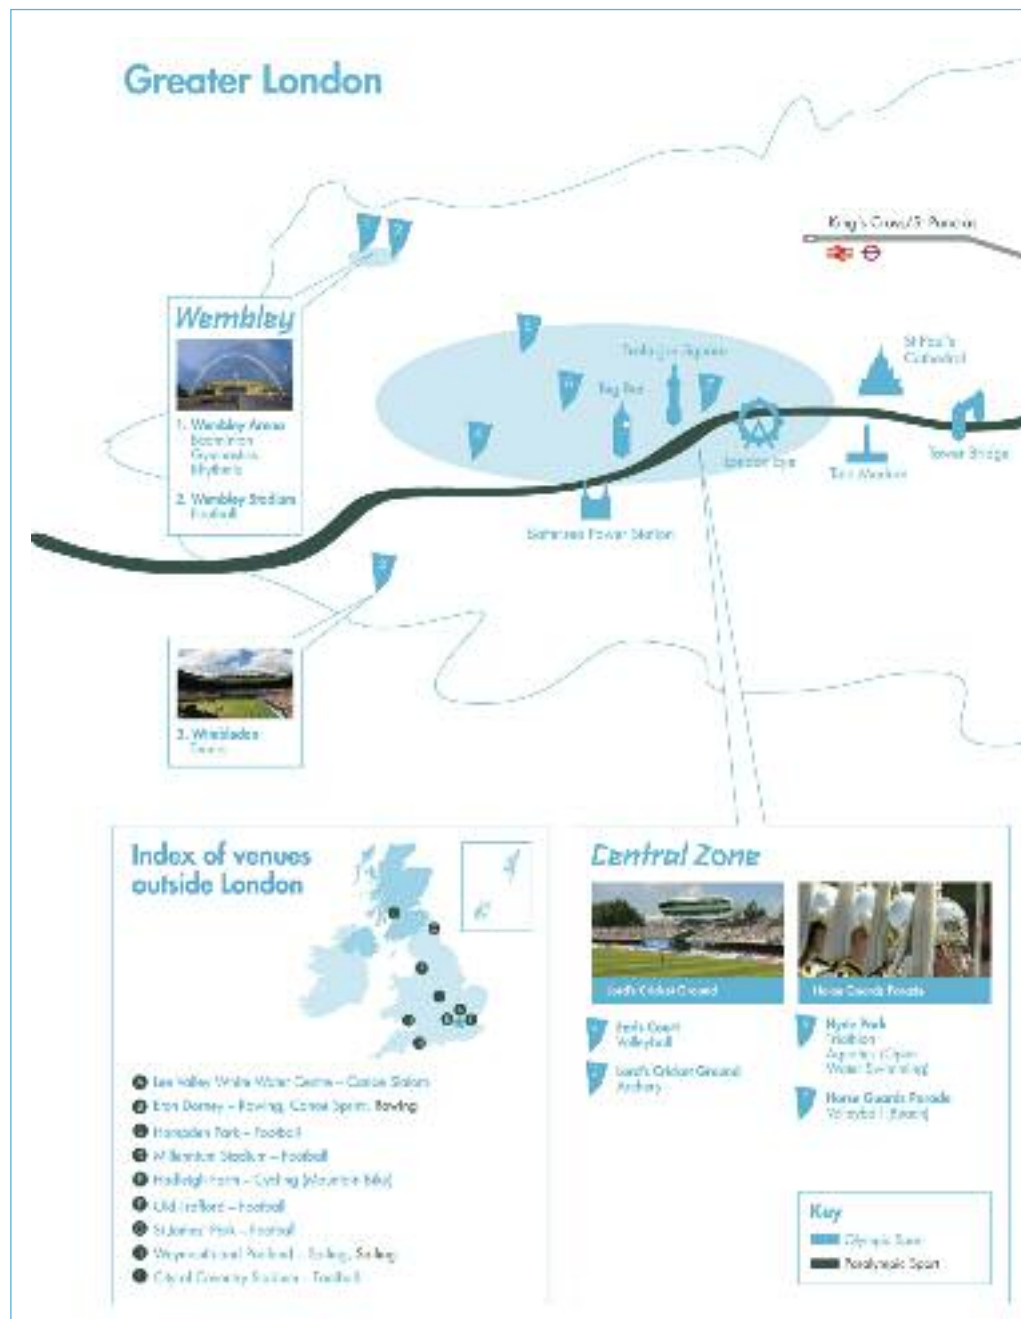 Greater London
King's Cross/St Pancras
Wembley
1. Wembley Arena
Badminton
Gymnastics
Rhythmic
2. Wembley Stadium
Football
Trafalgar Square
Big Ben
St Paul's
Cathedral
London Eye
Tate Modern
Tower Bridge
Battersea Power Station
3. Wimbledon
Tennis
Index of venues
outside London
Lee Valley White Water Centre – Canoe Slalom
Eton Dorney – Rowing, Canoe Sprint, Rowing
Hampden Park – Football
Millennium Stadium – Football
Hadleigh Farm – Cycling (Mountain Bike)
Old Trafford – Football
St James' Park – Football
Weymouth and Portland – Sailing, Sailing
City of Coventry Stadium – Football
Central Zone
Lord's Cricket Ground
Horse Guards Parade
Earls Court
Volleyball
Lord's Cricket Ground
Archery
Hyde Park
Triathlon
Aquatics (Open
Water Swimming)
Horse Guards Parade
Volleyball (Beach)
Key
Olympic Sport
Paralympic Sport